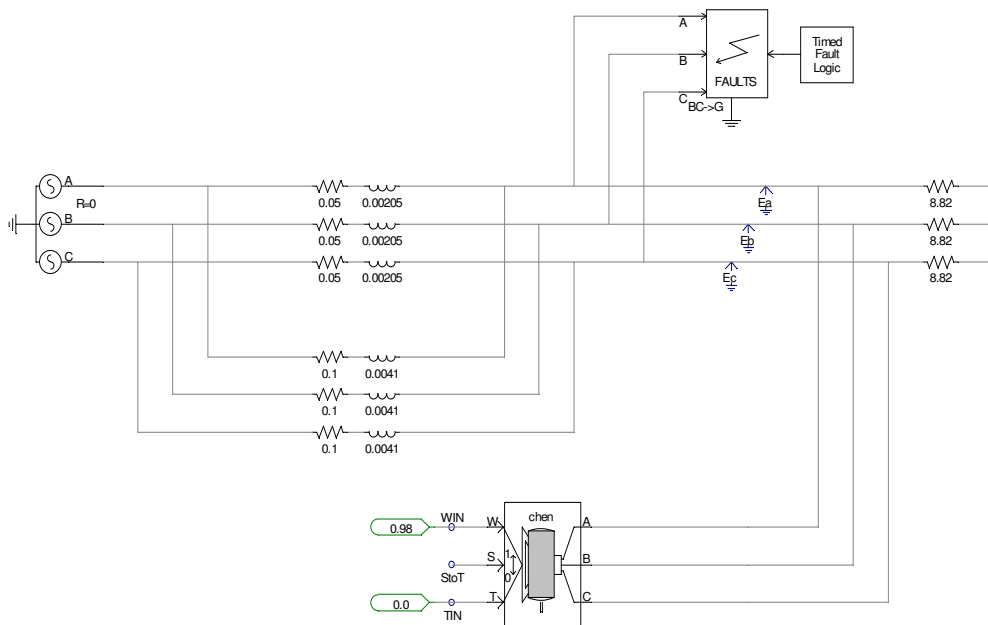 A
B
C
FAULTS
BC->G
Timed
Fault
Logic
A
R=0
B
C
0.05
0.00205
0.05
0.00205
0.05
0.00205
Ea
Eb
Ec
8.82
8.82
8.82
0.1
0.0041
0.1
0.0041
0.1
0.0041
chen
0.98
WIN
W
A
StoT
S
1
0
B
0.0
TIN
T
C